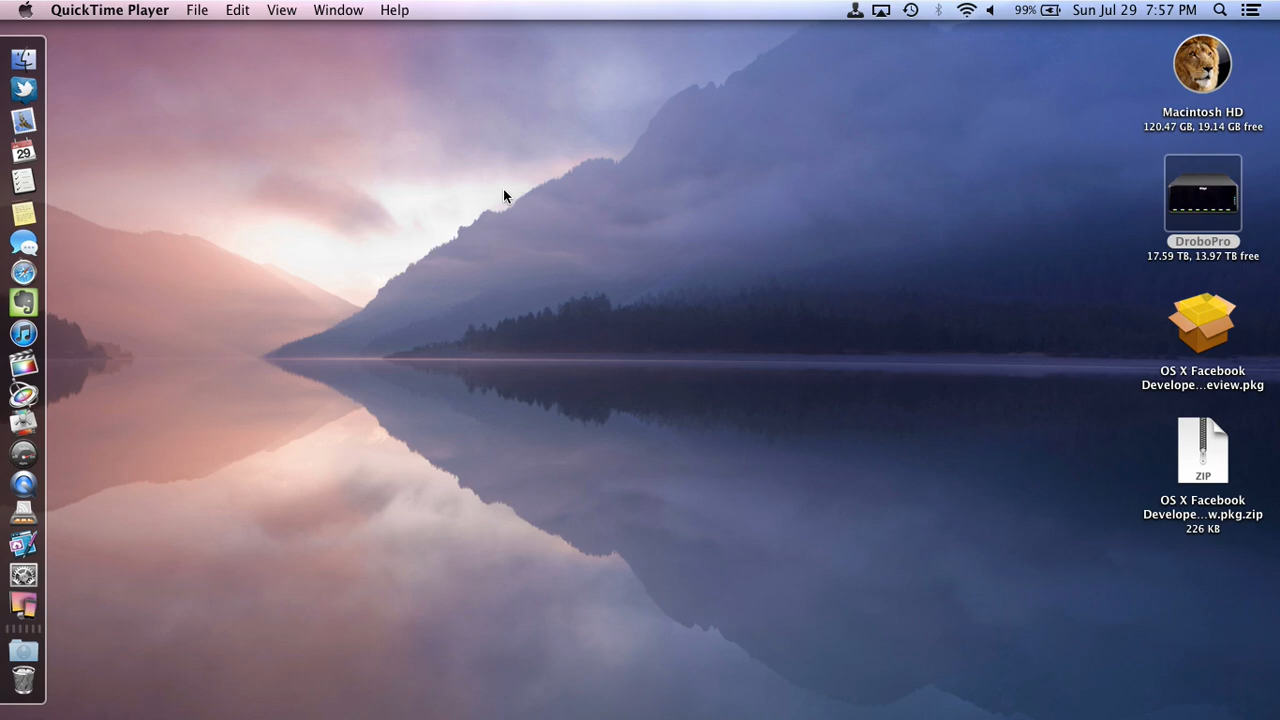 QuickTime Player File Edit View Window Help 99% Sun Jul 29 7:57 PM
29
Macintosh HD
120.47 GB, 19.14 GB free
DroboPro
17.59 TB, 13.97 TB free
OS X Facebook
Develope...eview.pkg
ZIP
OS X Facebook
Develope...w.pkg.zip
226 KB